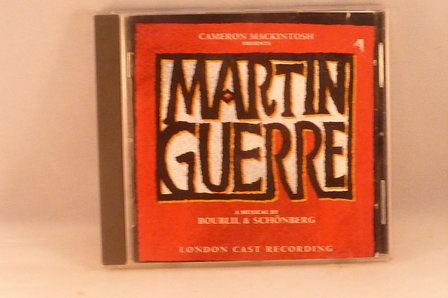 CAMERON MACKINTOSH
PRESENTS
MARTIN
GUERRE
A MUSICAL BY
BOUBLIL & SCHÖNBERG
LONDON CAST RECORDING